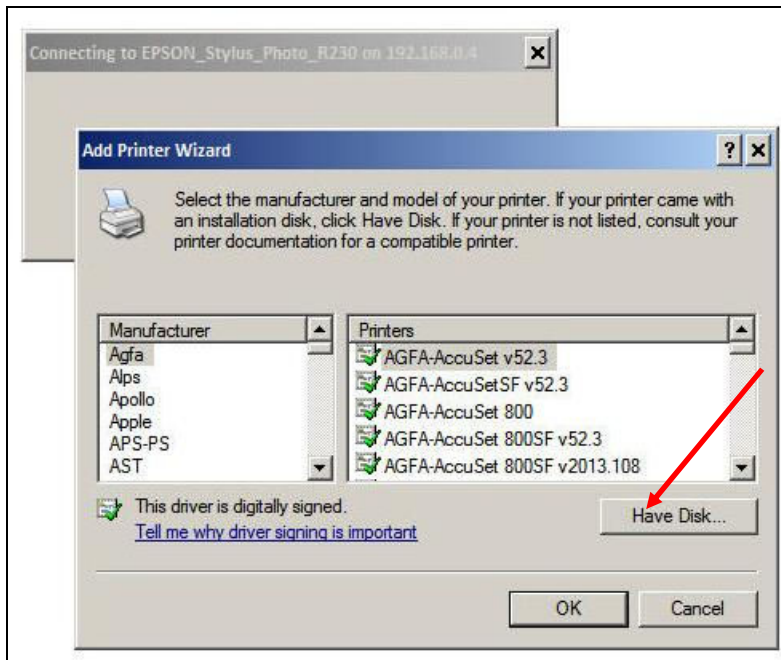 Connecting to EPSON_Stylus_Photo_R230 on 192.168.0.4
Add Printer Wizard
Select the manufacturer and model of your printer. If your printer came with
an installation disk, click Have Disk. If your printer is not listed, consult your
printer documentation for a compatible printer.
Manufacturer
Agfa
Alps
Apollo
Apple
APS-PS
AST
Printers
AGFA-AccuSet v52.3
AGFA-AccuSetSF v52.3
AGFA-AccuSet 800
AGFA-AccuSet 800SF v52.3
AGFA-AccuSet 800SF v2013.108
This driver is digitally signed.
Tell me why driver signing is important
Have Disk...
OK
Cancel